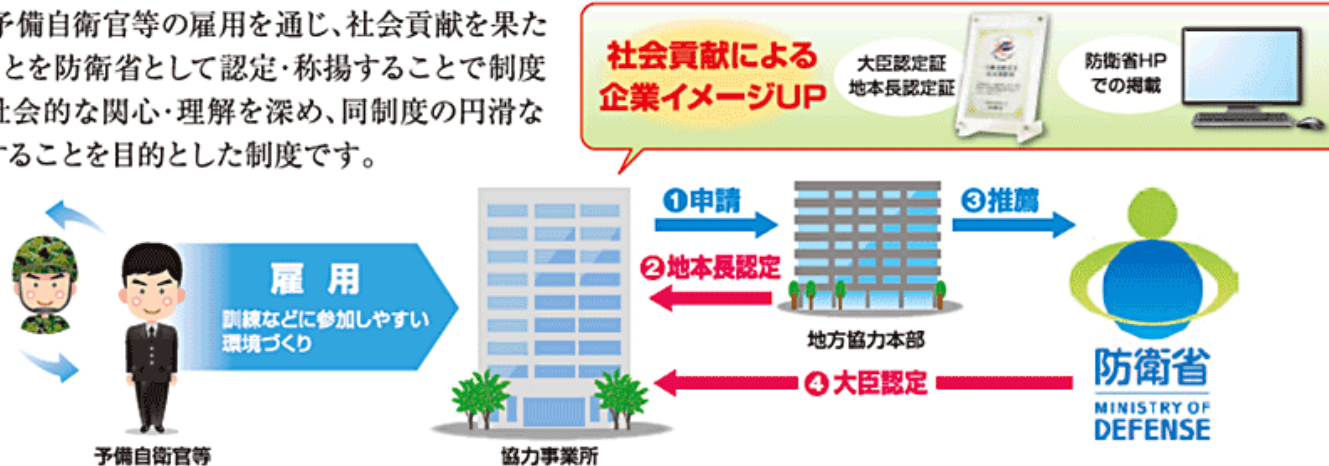 予備自衛官等の雇用を通じ、社会貢献を果た
ことを防衛省として認定・称揚することで制度
社会的な関心・理解を深め、同制度の円滑な
することを目的とした制度です。
社会貢献による
企業イメージUP
大臣認定証
地本長認定証
防衛省HP
での掲載
❶申請
❸推薦
❷地本長認定
雇用
訓練などに参加しやすい
環境づくり
地方協力本部
❹大臣認定
防衛省
MINISTRY OF
DEFENSE
予備自衛官等
協力事業所